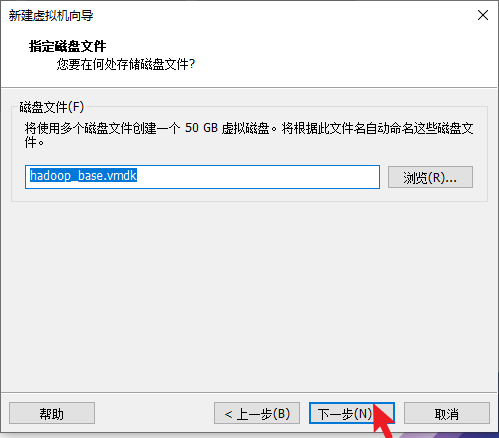 新建虚拟机向导
指定磁盘文件
您要在何处存储磁盘文件?
磁盘文件(F)
将使用多个磁盘文件创建一个 50 GB 虚拟磁盘。将根据此文件名自动命名这些磁盘文
件。
hadoop_base.vmdk
浏览(R)...
帮助
< 上一步(B)
下一步(N)
取消